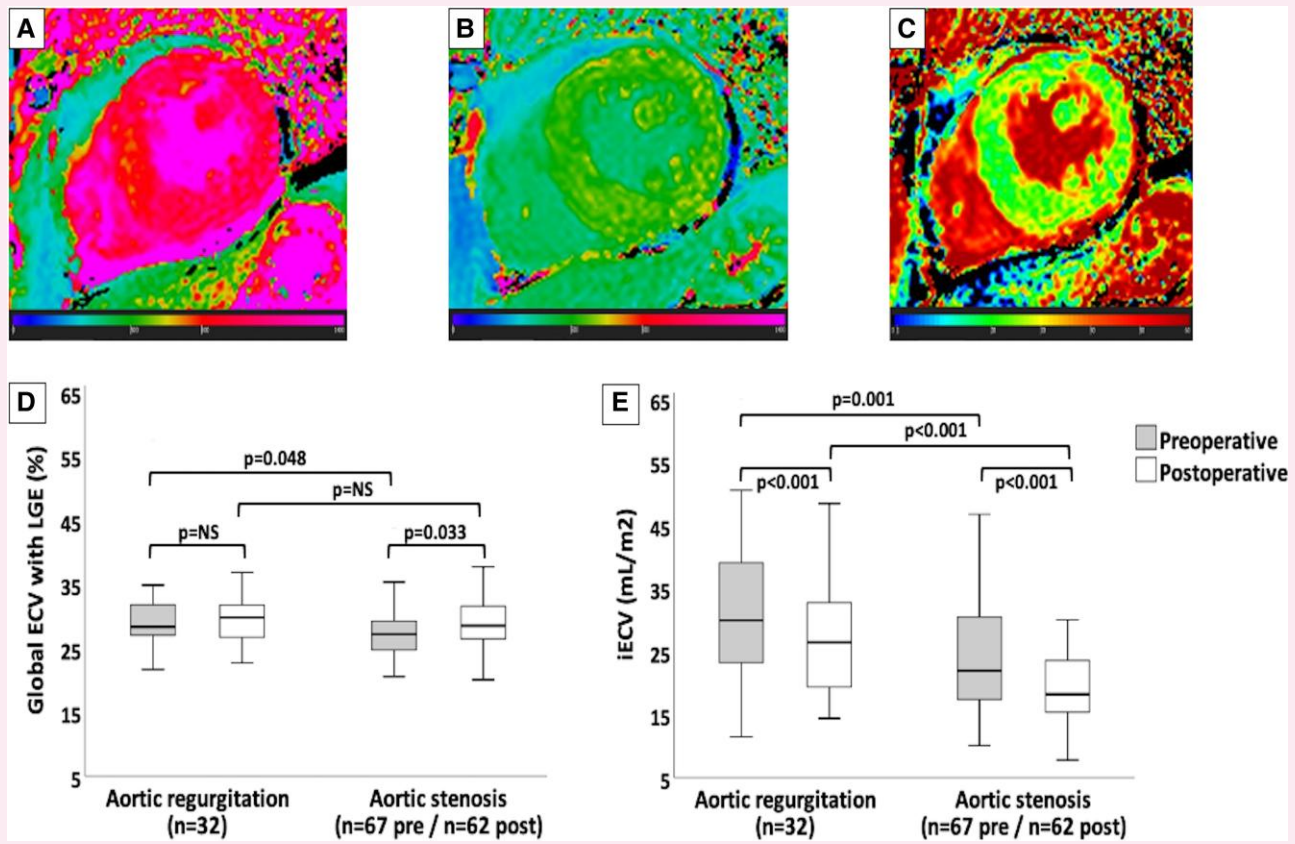 A
B
C
D
65
55
45
35
25
15
5
Global ECV with LGE (%)
p=0.048
p=NS
p=NS
p=0.033
Aortic regurgitation
(n=32)
Aortic stenosis
(n=67 pre / n=62 post)
E
65
55
45
35
25
15
5
iECV (mL/m2)
p=0.001
p<0.001
p<0.001
p<0.001
Aortic regurgitation
(n=32)
Aortic stenosis
(n=67 pre / n=62 post)
Preoperative
Postoperative